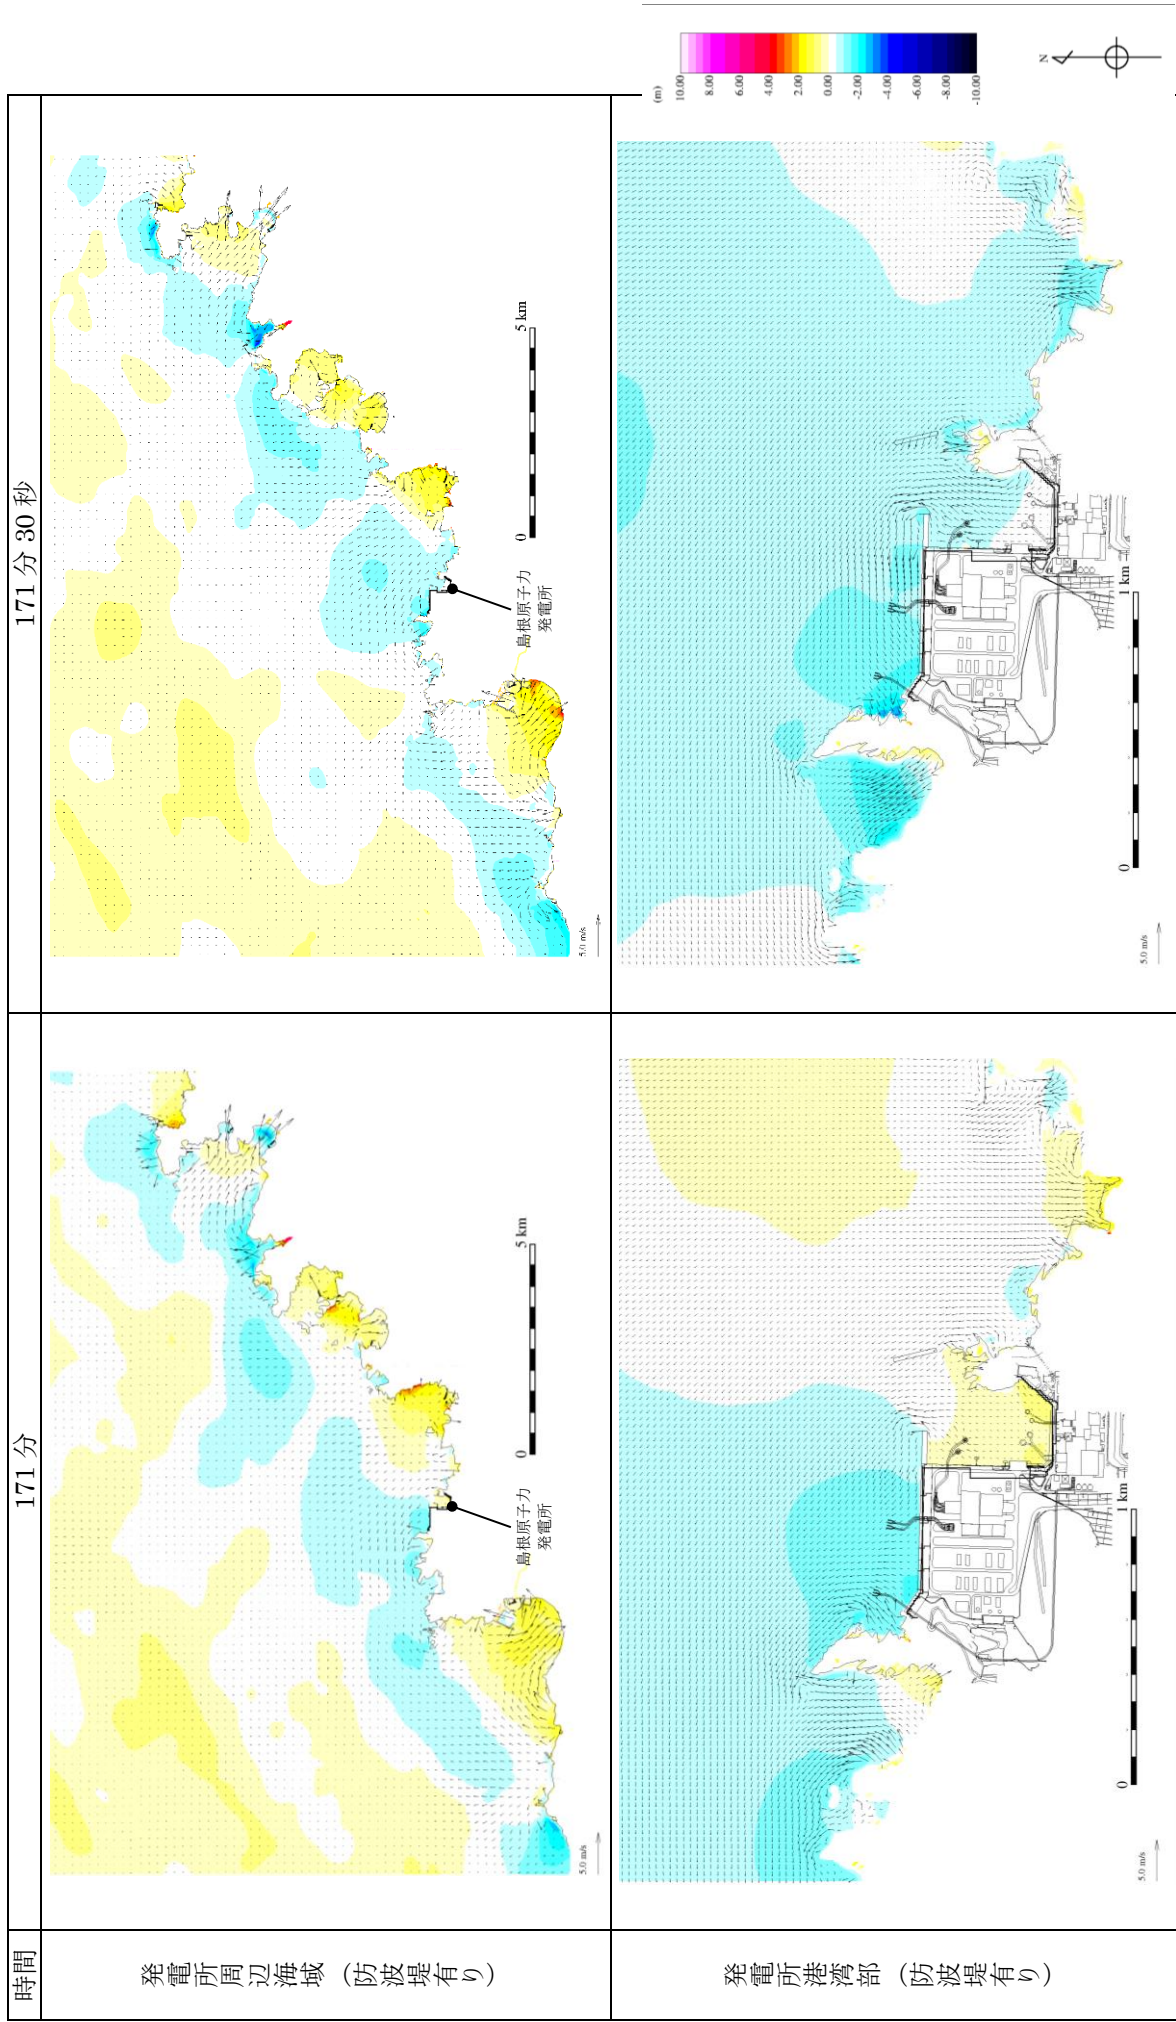 時間
171分
171分30秒
発電所周辺海域（防波堤有り）
島根原子力
発電所
0
5 km
5.0 m/s
島根原子力
発電所
0
5 km
5.0 m/s
発電所港湾部（防波堤有り）
0
1 km
5.0 m/s
0
1 km
5.0 m/s
(m)
10.00
8.00
6.00
4.00
2.00
0.00
-2.00
-4.00
-6.00
-8.00
-10.00
N